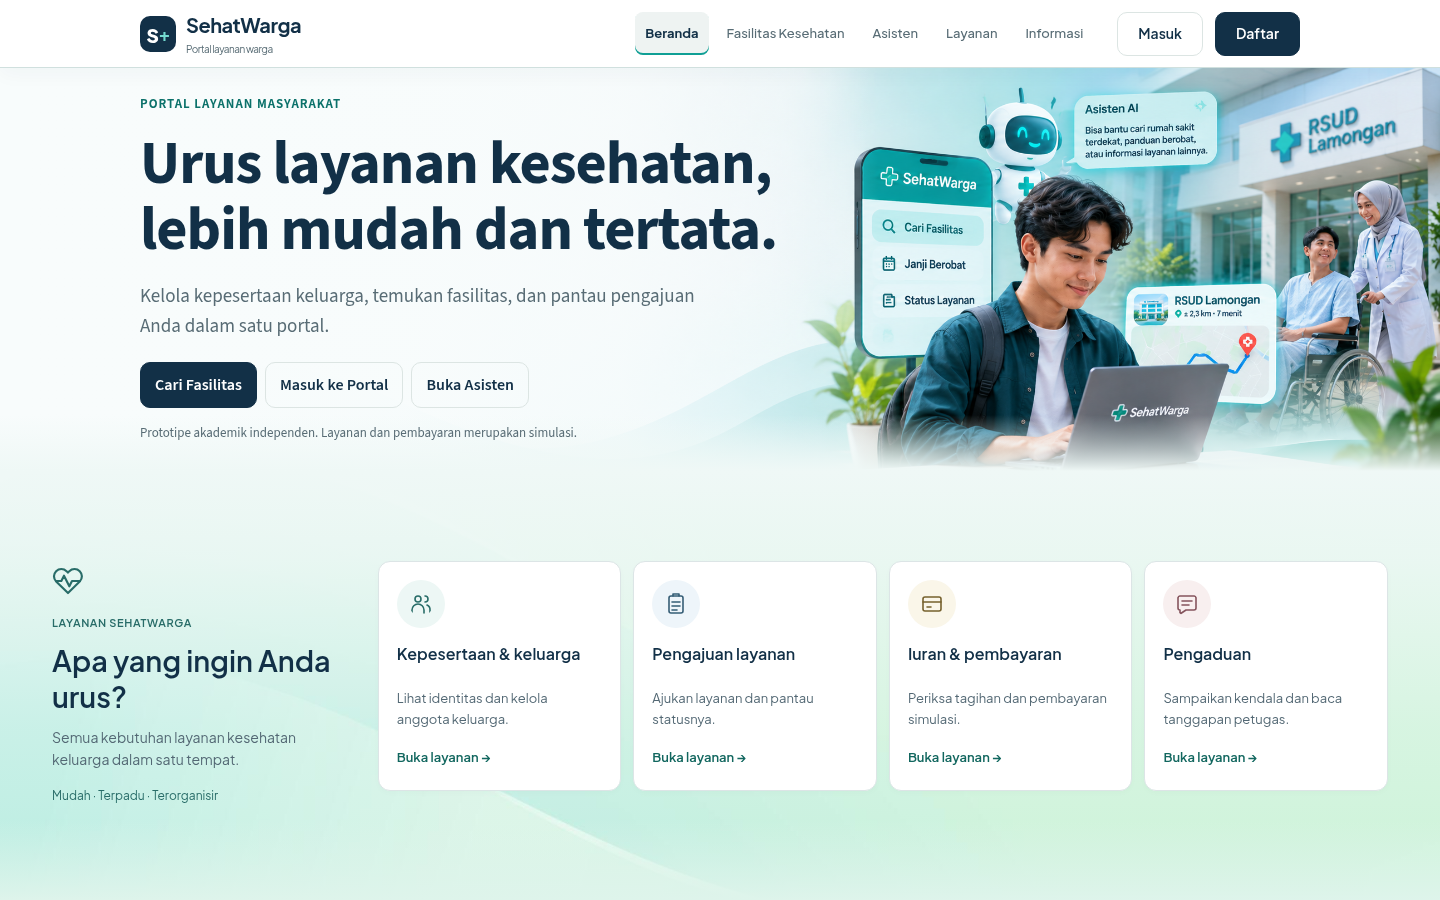 S+
SehatWarga
Portal layanan warga
Beranda
Fasilitas Kesehatan
Asisten
Layanan
Informasi
Masuk
Daftar
PORTAL LAYANAN MASYARAKAT
Urus layanan kesehatan,
lebih mudah dan tertata.
Kelola kepesertaan keluarga, temukan fasilitas, dan pantau pengajuan
Anda dalam satu portal.
Cari Fasilitas
Masuk ke Portal
Buka Asisten
Prototipe akademik independen. Layanan dan pembayaran merupakan simulasi.
SehatWarga
Cari Fasilitas
Janji Berobat
Status Layanan
Asisten AI
Bisa bantu cari rumah sakit
terdekat, panduan berobat,
atau informasi layanan lainnya.
RSUD
Lamongan
RSUD Lamongan
± 2,3 km • 7 menit
SehatWarga
LAYANAN SEHATWARGA
Apa yang ingin Anda
urus?
Semua kebutuhan layanan kesehatan
keluarga dalam satu tempat.
Mudah · Terpadu · Terorganisir
Kepesertaan & keluarga
Lihat identitas dan kelola
anggota keluarga.
Buka layanan →
Pengajuan layanan
Ajukan layanan dan pantau
statusnya.
Buka layanan →
Iuran & pembayaran
Periksa tagihan dan pembayaran
simulasi.
Buka layanan →
Pengaduan
Sampaikan kendala dan baca
tanggapan petugas.
Buka layanan →